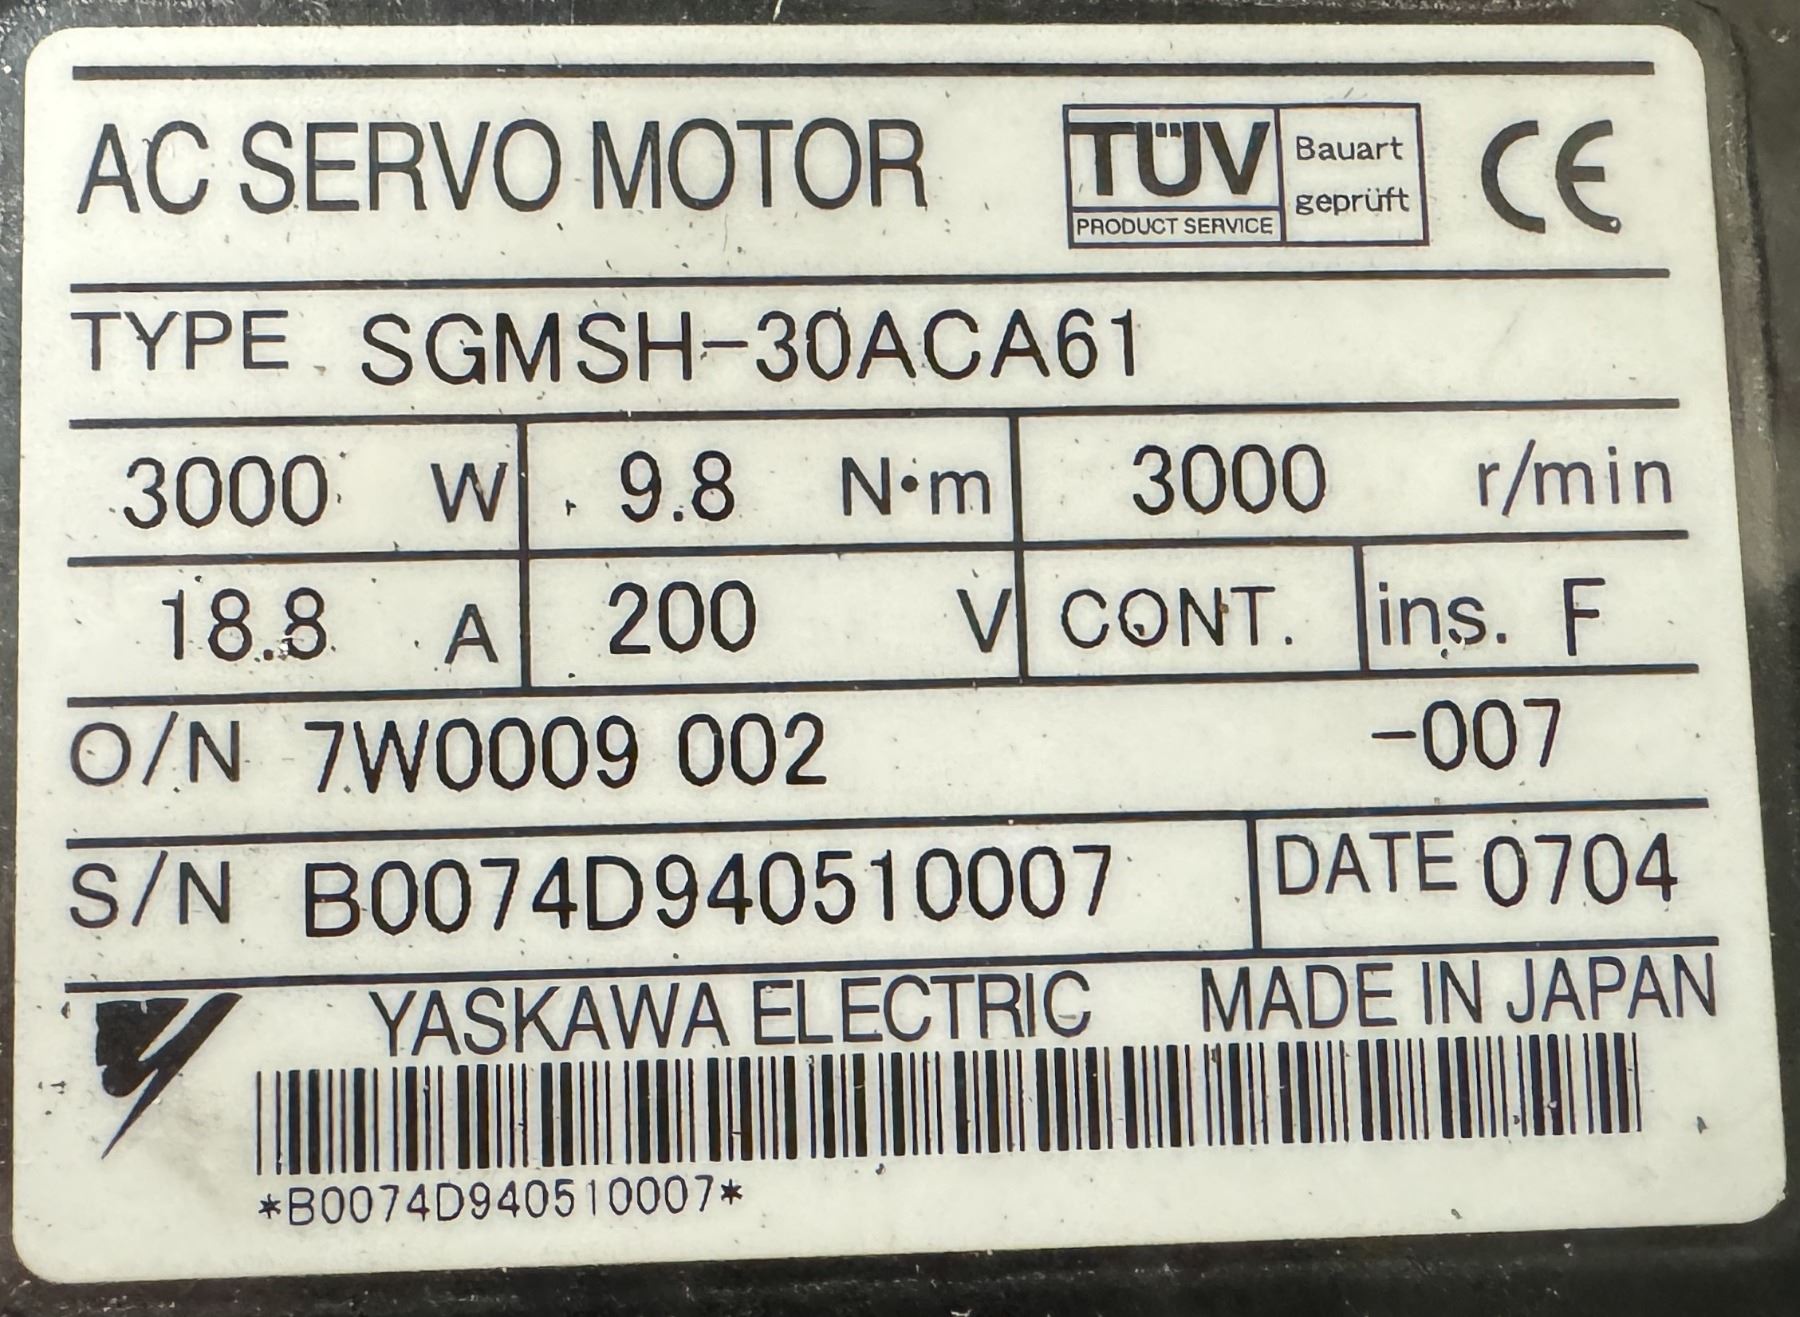 AC SERVO MOTOR
TÜV PRODUCT SERVICE
Bauart
geprüft
CE
TYPE SGMSH-30ACA61
3000 W 9.8 N·m 3000 r/min
18.8 A 200 V CONT. ins. F
O/N 7W0009 002 -007
S/N B0074D940510007 DATE 0704
YASKAWA ELECTRIC MADE IN JAPAN
*B0074D940510007*